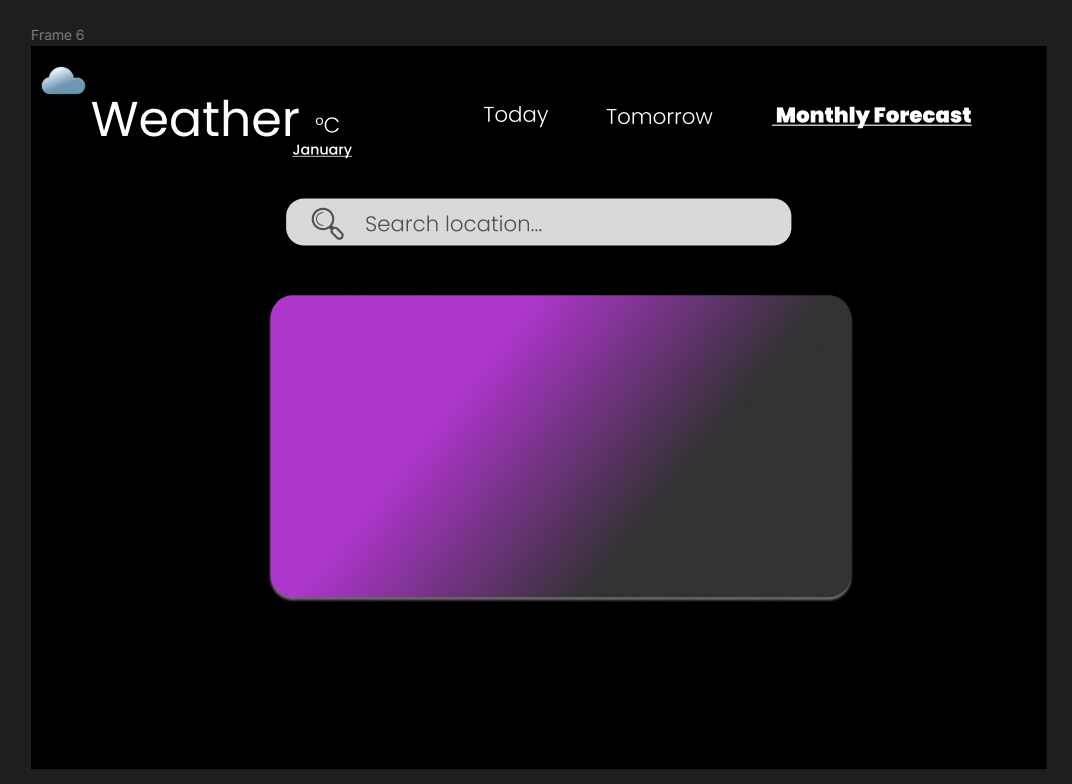 Frame 6
Weather °C
January
Today
Tomorrow
Monthly Forecast
Search location...